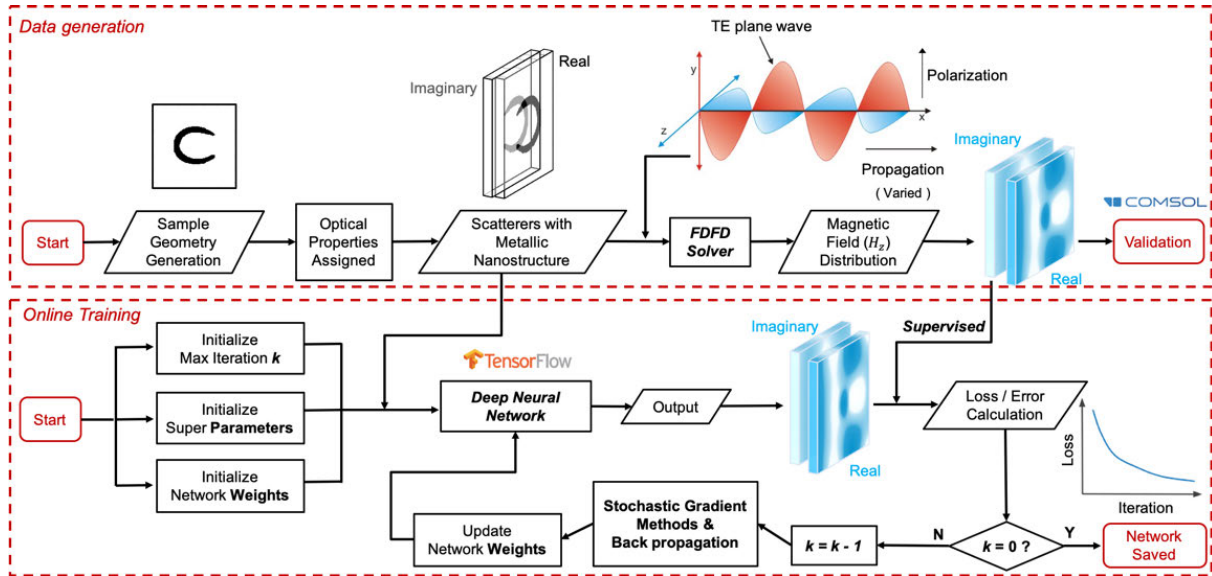 Data generation
TE plane wave
Real
Imaginary
y
z
x
Polarization
Propagation
( Varied )
Imaginary
Real
COMSOL
Start
Sample
Geometry
Generation
Optical
Properties
Assigned
Scatterers with
Metallic
Nanostructure
FDFD
Solver
Magnetic
Field (H_z)
Distribution
Validation
Online Training
Initialize
Max Iteration k
Start
Initialize
Super Parameters
Initialize
Network Weights
TensorFlow
Deep Neural
Network
Output
Imaginary
Real
Supervised
Loss / Error
Calculation
Loss
Iteration
Update
Network Weights
Stochastic Gradient
Methods &
Back propagation
k = k - 1
N
k = 0 ?
Y
Network
Saved